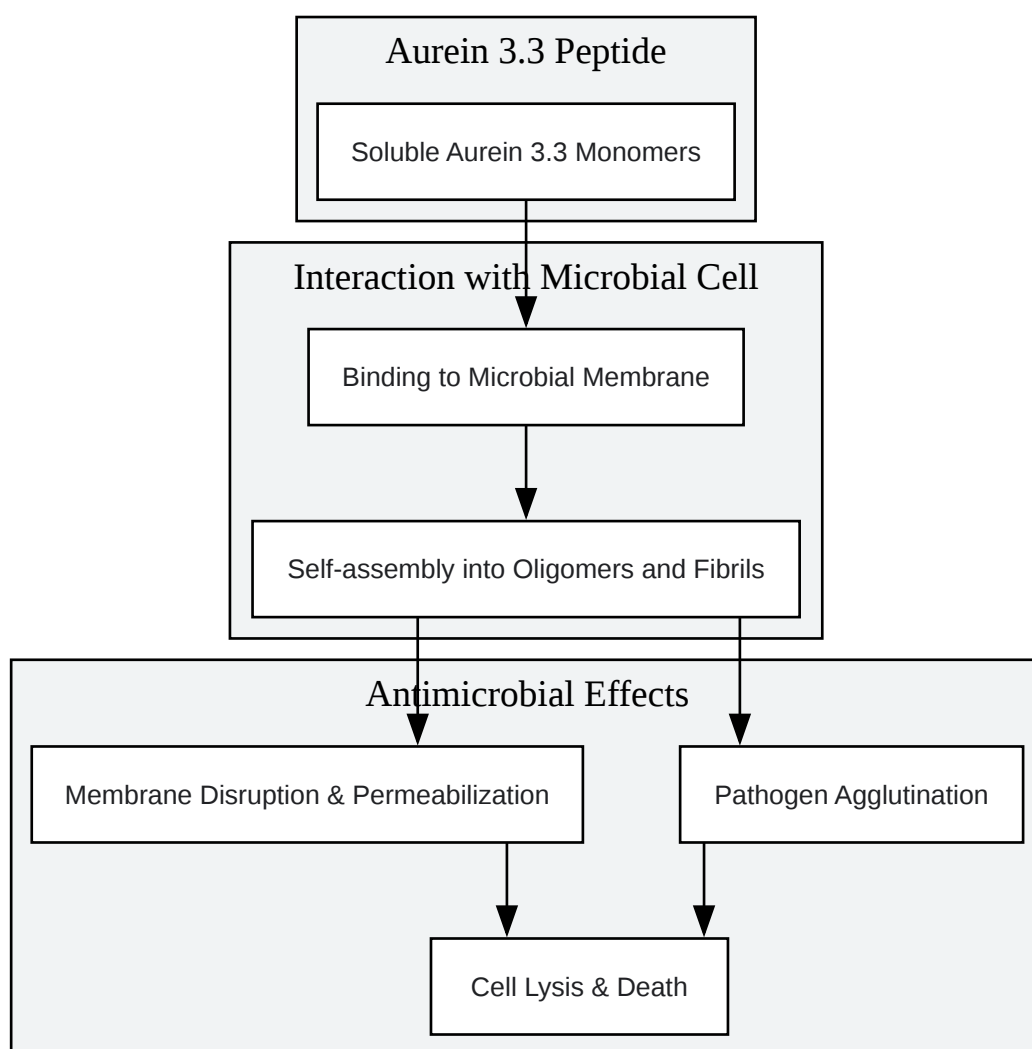 Aurein 3.3 Peptide
Soluble Aurein 3.3 Monomers
Interaction with Microbial Cell
Binding to Microbial Membrane
Self-assembly into Oligomers and Fibrils
Antimicrobial Effects
Membrane Disruption & Permeabilization
Pathogen Agglutination
Cell Lysis & Death